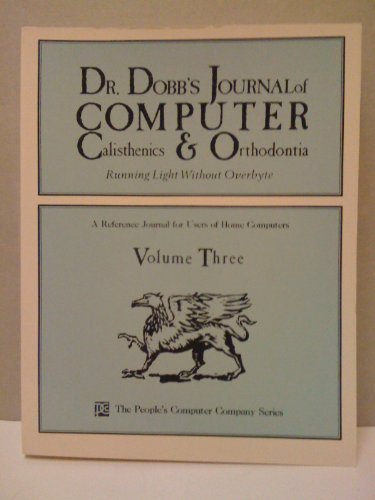 DR. DOBB'S JOURNAL of
COMPUTER
Calisthenics & Orthodontia
Running Light Without Overbyte
A Reference Journal for Users of Home Computers
Volume Three
The People's Computer Company Series